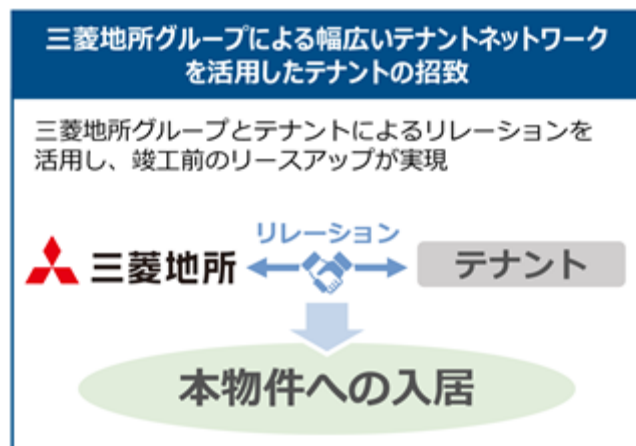 三菱地所グループによる幅広いテナントネットワーク
を活用したテナントの招致
三菱地所グループとテナントによるリレーションを
活用し、竣工前のリースアップが実現
リレーション
三菱地所
テナント
本物件への入居